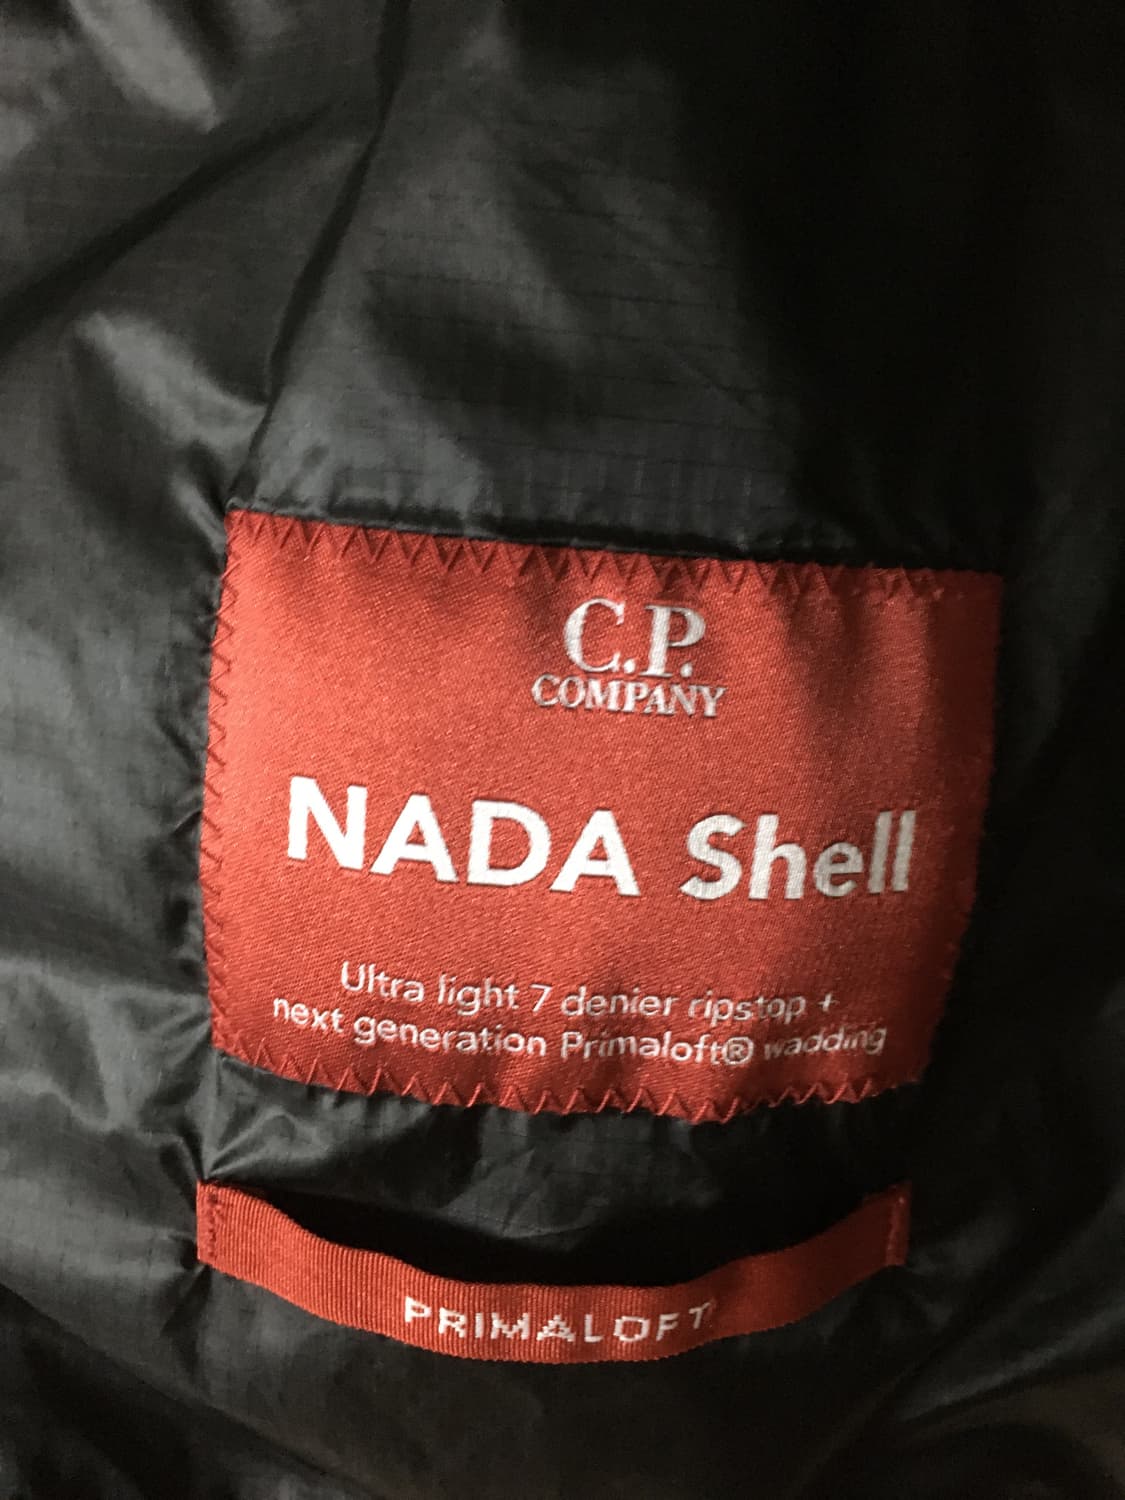 C.P.
COMPANY
NADA Shell
Ultra light 7 denier ripstop +
next generation Primaloft® wadding
PRIMALOFT